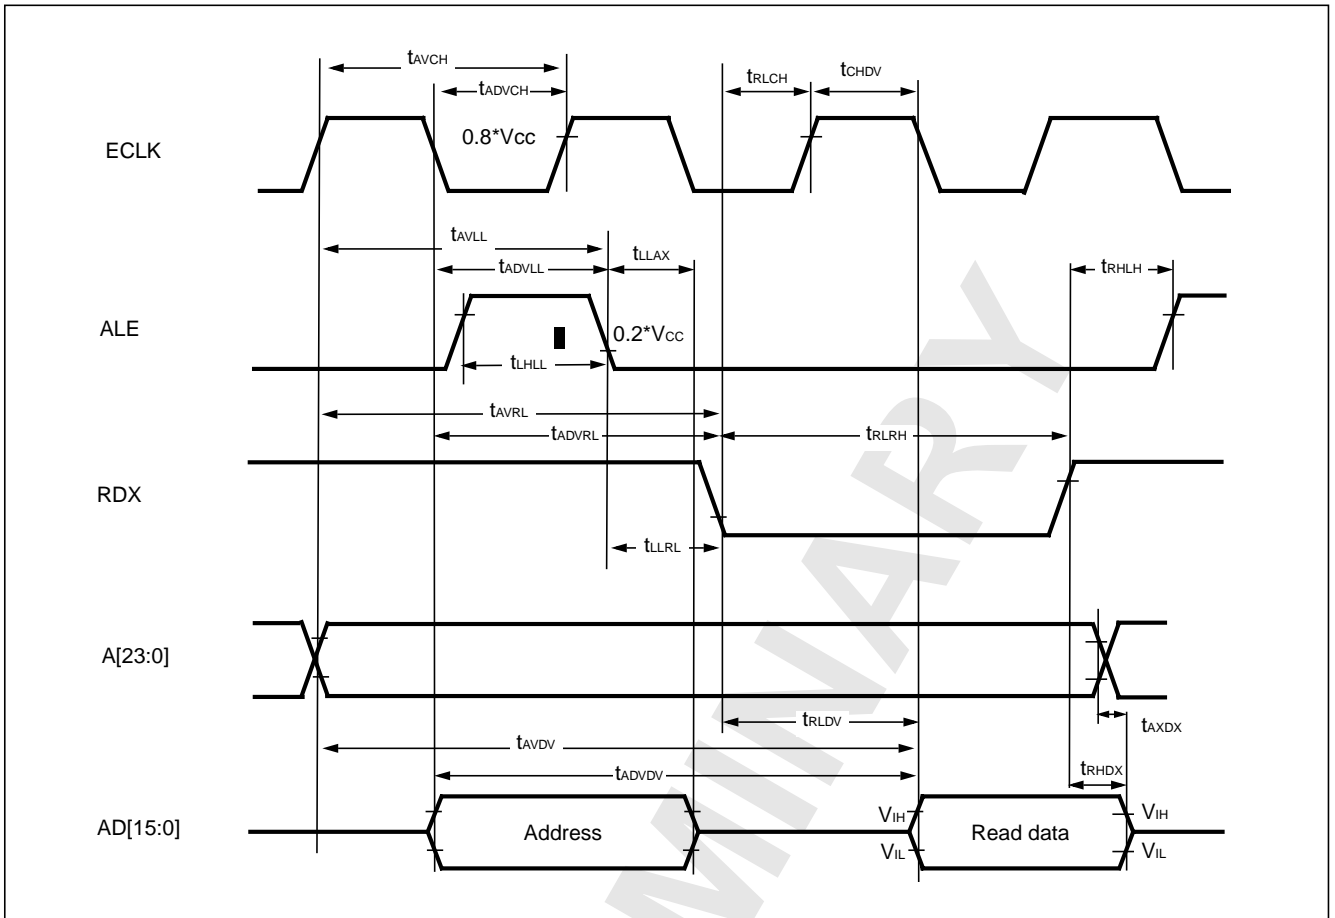 tAVCH
tADVCH
tRLCH
tCHDV
0.8*Vcc
ECLK
tAVLL
tADVLL
tLLAX
tRHLH
ALE
0.2*VCC
tLHLL
tAVRL
tADVRL
tRLRH
RDX
tLLRL
A[23:0]
tRLDV
tAXDX
tAVDV
tADVDV
tRHDX
AD[15:0]
Address
VIH
VIL
Read data
VIH
VIL
MINARY